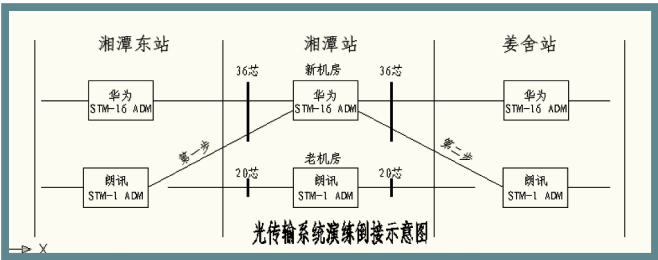 湘潭东站 湘潭站 姜畲站
36芯 新机房 36芯
华为 华为 华为
STM-16 ADM STM-16 ADM STM-16 ADM
第一步 第二步
老机房
20芯 20芯
朗讯 朗讯 朗讯
STM-1 ADM STM-1 ADM STM-1 ADM
光传输系统演练倒接示意图
X